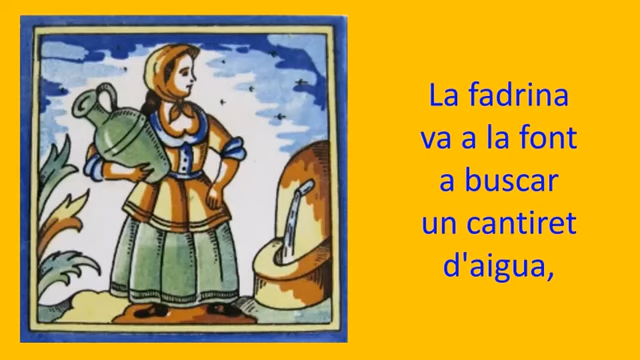 La fadrina
va a la font
a buscar
un cantiret
d'aigua,